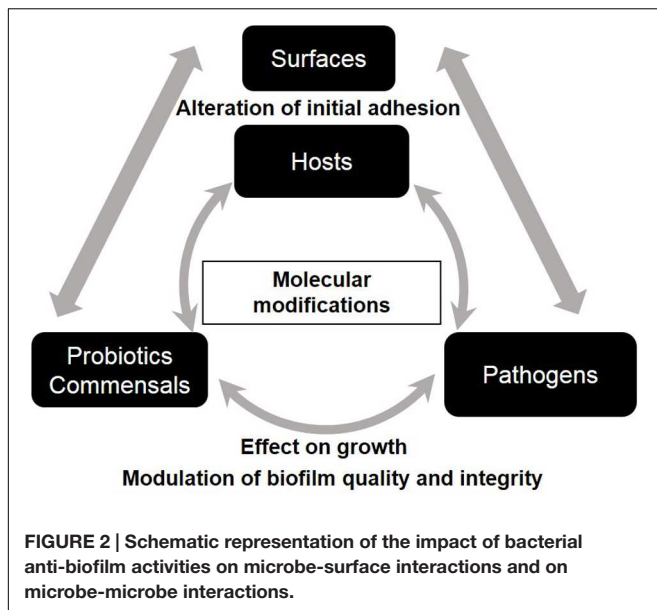 Surfaces
Alteration of initial adhesion
Hosts
Molecular
modifications
Probiotics
Commensals
Pathogens
Effect on growth
Modulation of biofilm quality and integrity
FIGURE 2 | Schematic representation of the impact of bacterial
anti-biofilm activities on microbe-surface interactions and on
microbe-microbe interactions.